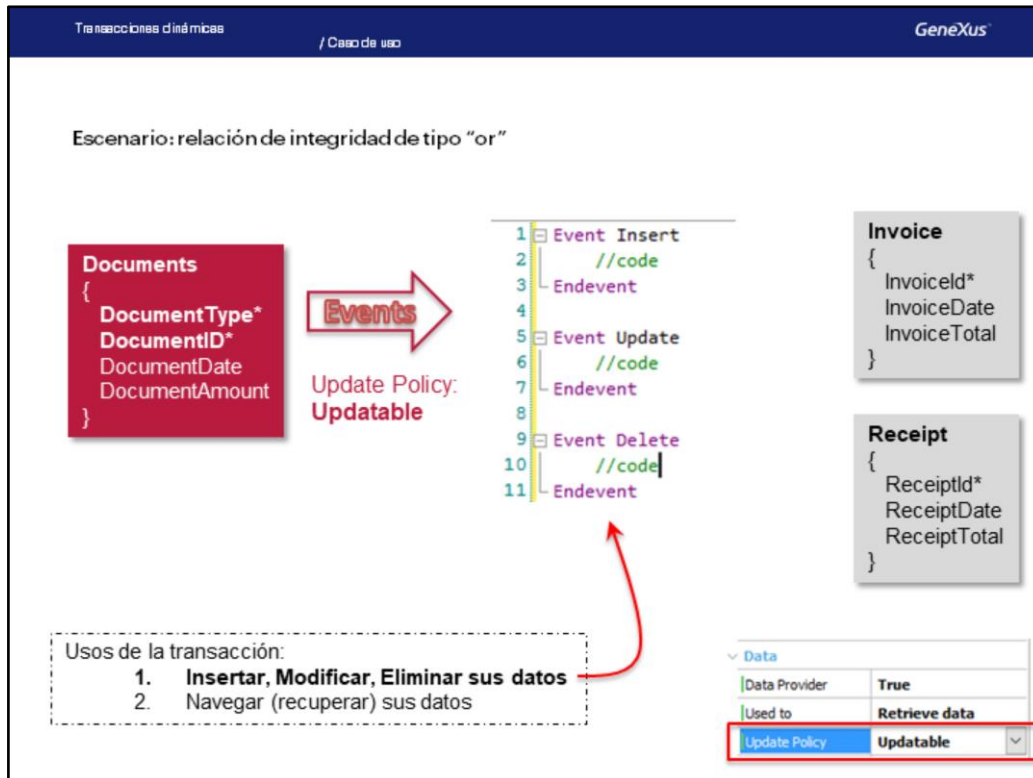 Transacciones dinámicas
/ Caso de uso
GeneXus
Escenario: relación de integridad de tipo “or”
Documents
{
DocumentType*
DocumentID*
DocumentDate
DocumentAmount
}
Events
Update Policy:
Updatable
1 Event Insert
2 //code
3 Endevent
4
5 Event Update
6 //code
7 Endevent
8
9 Event Delete
10 //code
11 Endevent
Invoice
{
InvoiceId*
InvoiceDate
InvoiceTotal
}
Receipt
{
ReceiptId*
ReceiptDate
ReceiptTotal
}
Usos de la transacción:
1. Insertar, Modificar, Eliminar sus datos
2. Navegar (recuperar) sus datos
Data
Data Provider True
Used to Retrieve data
Update Policy Updatable